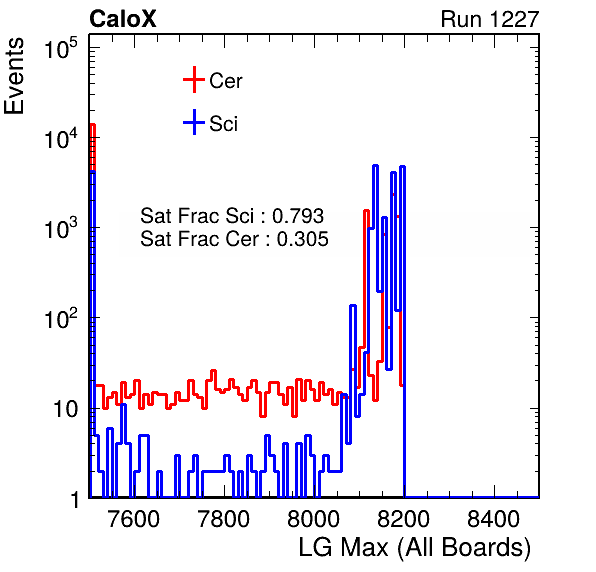 CaloX Run 1227
Events
10^5
10^4
10^3
10^2
10
1
Cer
Sci
Sat Frac Sci : 0.793
Sat Frac Cer : 0.305
7600 7800 8000 8200 8400
LG Max (All Boards)